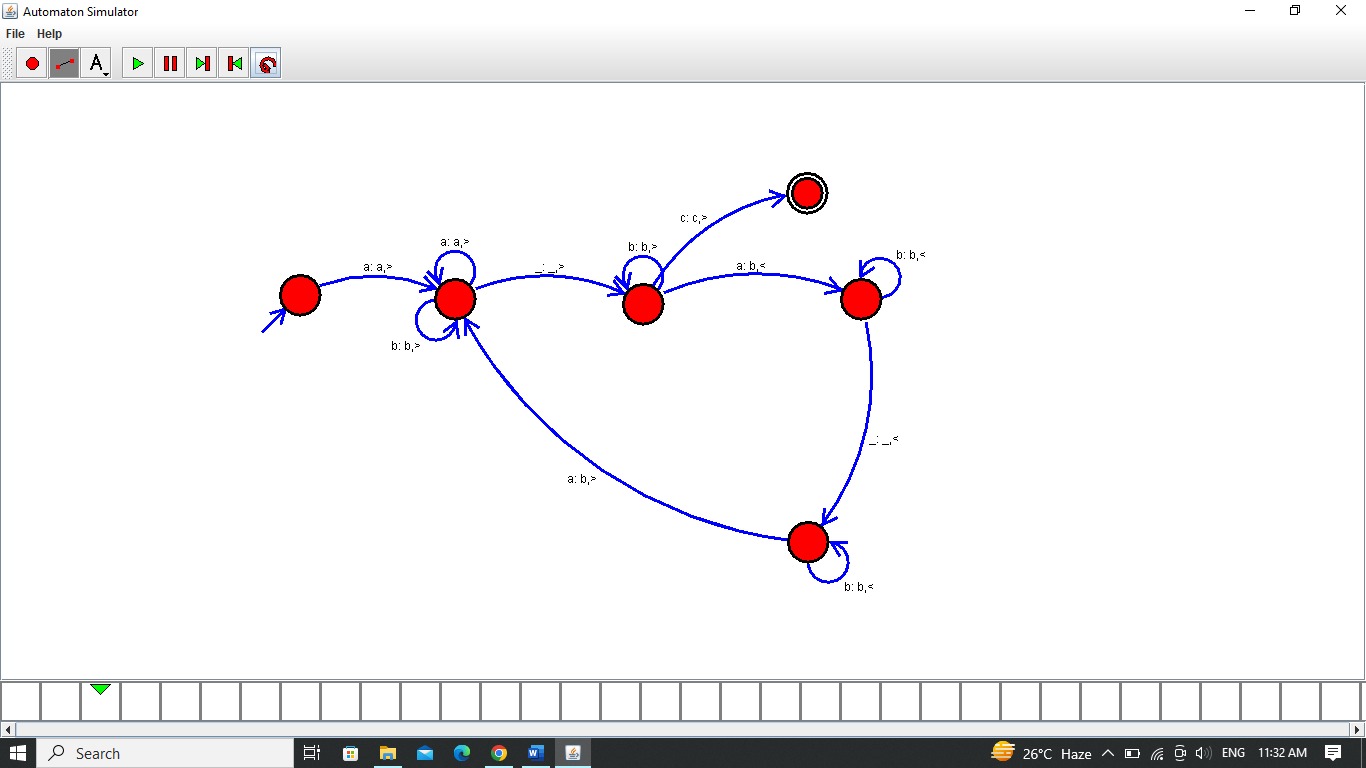 Automaton Simulator
File Help
A
c: c,>
a: a,>
b: b,>
a: a,>
_: _,>
a: b,<
b: b,<
b: b,>
_: _,<
a: b,>
b: b,<
Search
W
26°C Haze
ENG
11:32 AM